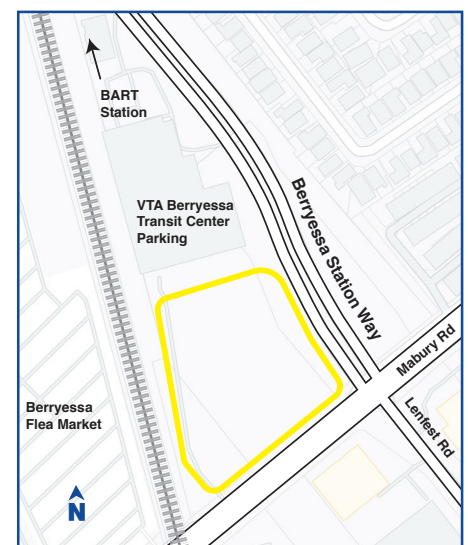 BART
Station
VTA Berryessa
Transit Center
Parking
Berryessa Station Way
Mabury Rd
Lenfest Rd
Berryessa
Flea Market
N